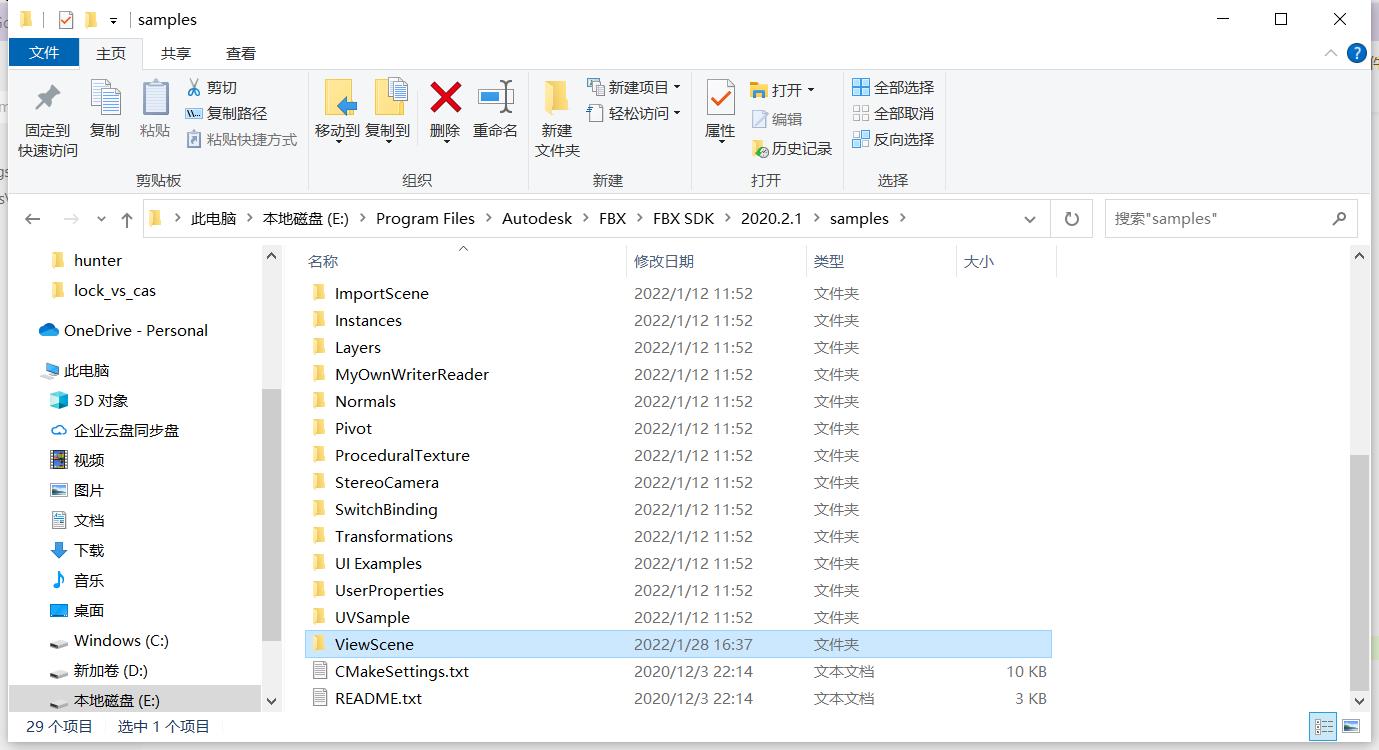 samples
文件 主页 共享 查看
固定到
快速访问
复制
粘贴
剪切
复制路径
粘贴快捷方式
剪贴板
移动到
复制到
删除
重命名
组织
新建
文件夹
新建项目
轻松访问
新建
属性
打开
编辑
历史记录
打开
全部选择
全部取消
反向选择
选择
此电脑 本地磁盘 (E:) Program Files Autodesk FBX FBX SDK 2020.2.1 samples
搜索"samples"
hunter
lock_vs_cas
OneDrive - Personal
此电脑
3D 对象
企业云盘同步盘
视频
图片
文档
下载
音乐
桌面
Windows (C:)
新加卷 (D:)
本地磁盘 (E:)
名称 修改日期 类型 大小
ImportScene 2022/1/12 11:52 文件夹
Instances 2022/1/12 11:52 文件夹
Layers 2022/1/12 11:52 文件夹
MyOwnWriterReader 2022/1/12 11:52 文件夹
Normals 2022/1/12 11:52 文件夹
Pivot 2022/1/12 11:52 文件夹
ProceduralTexture 2022/1/12 11:52 文件夹
StereoCamera 2022/1/12 11:52 文件夹
SwitchBinding 2022/1/12 11:52 文件夹
Transformations 2022/1/12 11:52 文件夹
UI Examples 2022/1/12 11:52 文件夹
UserProperties 2022/1/12 11:52 文件夹
UVSample 2022/1/12 11:52 文件夹
ViewScene 2022/1/28 16:37 文件夹
CMakeSettings.txt 2020/12/3 22:14 文本文档 10 KB
README.txt 2020/12/3 22:14 文本文档 3 KB
29 个项目 选中 1 个项目